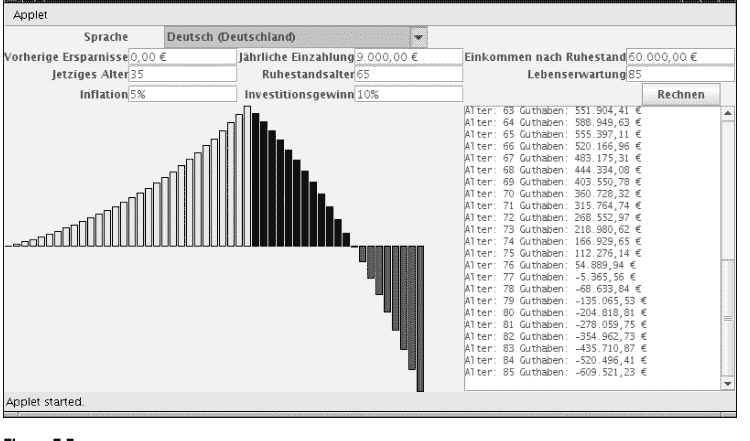 Applet
Sprache Deutsch (Deutschland)
Vorherige Ersparnisse 0,00 € Jährliche Einzahlung 9.000,00 € Einkommen nach Ruhestand 60.000,00 €
Jetziges Alter 35 Ruhestandsalter 65 Lebenserwartung 85
Inflation 5% Investitionsgewinn 10% Rechnen
Alter: 63 Guthaben: 551.904,41 €
Alter: 64 Guthaben: 588.949,63 €
Alter: 65 Guthaben: 555.397,11 €
Alter: 66 Guthaben: 520.166,96 €
Alter: 67 Guthaben: 483.175,31 €
Alter: 68 Guthaben: 444.334,08 €
Alter: 69 Guthaben: 403.550,78 €
Alter: 70 Guthaben: 360.728,32 €
Alter: 71 Guthaben: 315.764,74 €
Alter: 72 Guthaben: 268.552,97 €
Alter: 73 Guthaben: 218.980,62 €
Alter: 74 Guthaben: 166.929,65 €
Alter: 75 Guthaben: 112.276,14 €
Alter: 76 Guthaben: 54.889,94 €
Alter: 77 Guthaben: -5.365,56 €
Alter: 78 Guthaben: -68.633,84 €
Alter: 79 Guthaben: -135.065,53 €
Alter: 80 Guthaben: -204.818,81 €
Alter: 81 Guthaben: -278.059,75 €
Alter: 82 Guthaben: -354.962,73 €
Alter: 83 Guthaben: -435.710,87 €
Alter: 84 Guthaben: -520.496,41 €
Alter: 85 Guthaben: -609.521,23 €
Applet started.